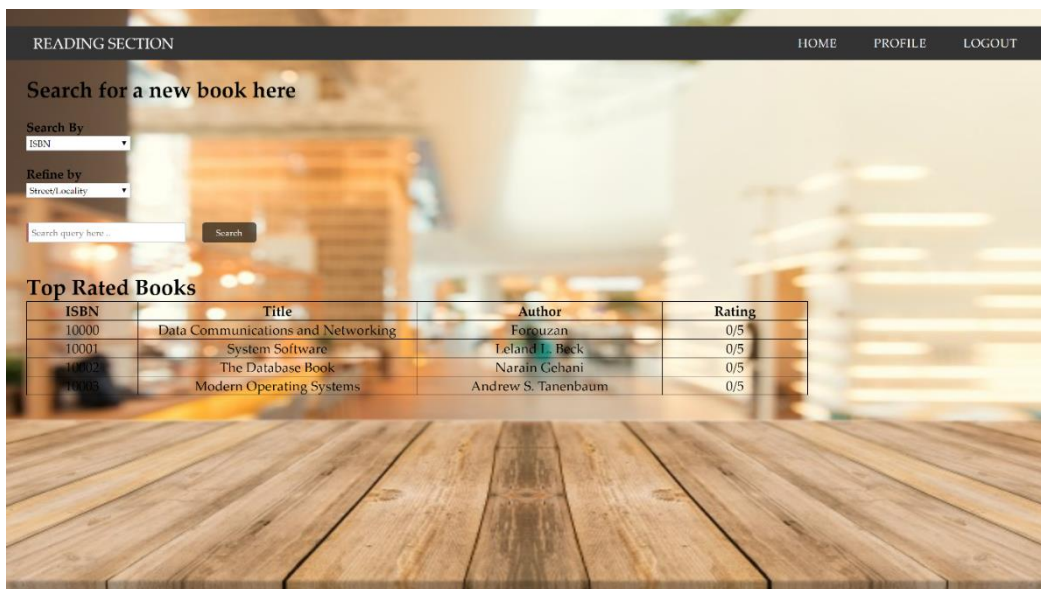 READING SECTION HOME PROFILE LOGOUT
Search for a new book here
Search By
ISBN
Refine by
Street/Locality
Search query here .. Search
Top Rated Books
ISBN Title Author Rating
10000 Data Communications and Networking Forouzan 0/5
10001 System Software Leland L. Beck 0/5
10002 The Database Book Narain Gehani 0/5
10003 Modern Operating Systems Andrew S. Tanenbaum 0/5